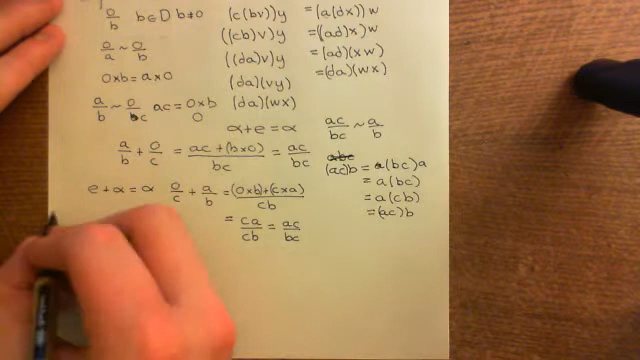 0/b b∈D b≠0
0/a ~ 0/b
0×b = a×0
a/b ~ 0/c ac = 0×b
0
(c(bv))y = (a(dx))w
((cb)v)y = ((ad)x)w
((da)v)y = (ad)(xw)
(da)(vy) = (da)(wx)
(da)(wx)
α+e = α
a/b + 0/c = (ac+(b×0))/bc = ac/bc
e+α = α 0/c + a/b = ((0×b)+(c×a))/cb
= ca/cb = ac/bc
ac/bc ~ a/b
(ac)b = (bc)a
= a(bc)
= a(cb)
= (ac)b